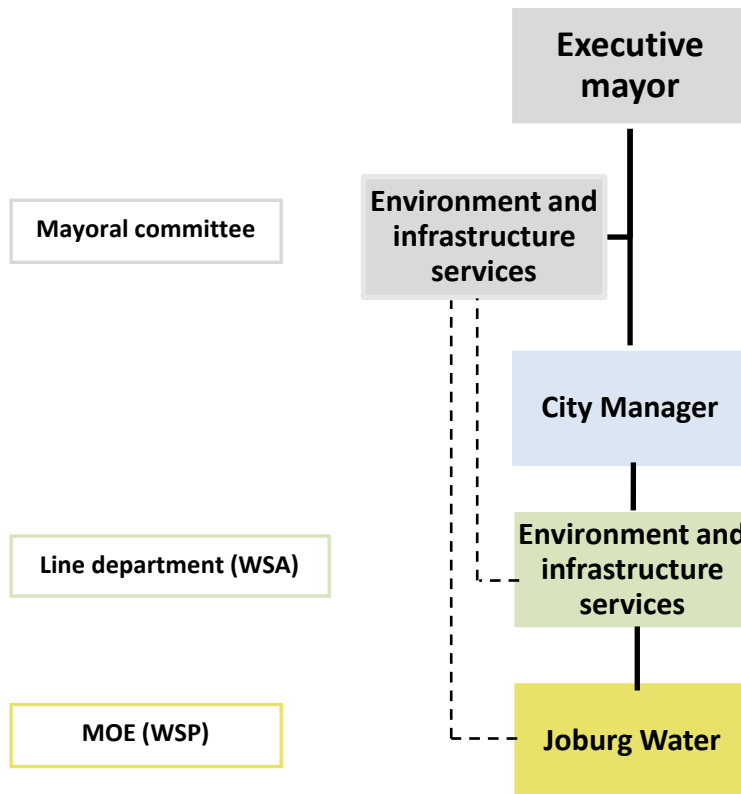 Executive
mayor
Mayoral committee
Environment and
infrastructure
services
City Manager
Line department (WSA)
Environment and
infrastructure
services
MOE (WSP)
Joburg Water